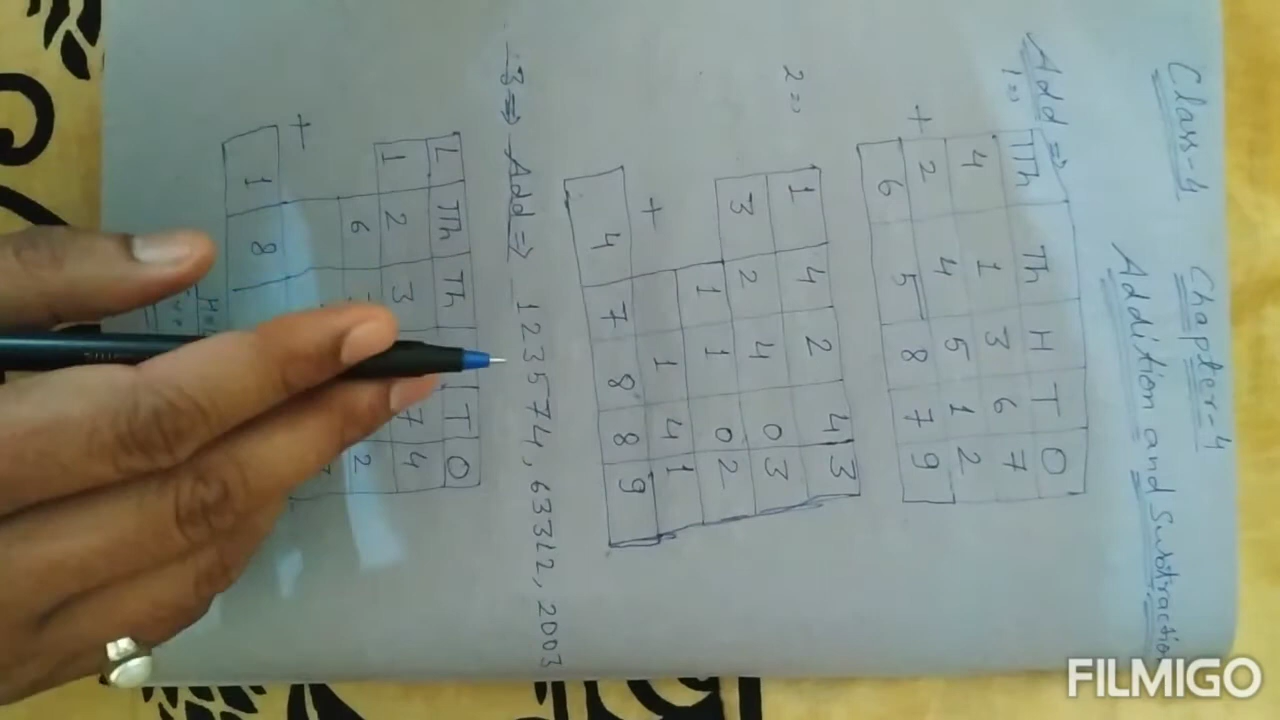 Class-4 Chapter-4
Addition and Subtraction
Add ⇒
1⇒ TTh Th H T O
4 1 3 6 7
+ 2 4 5 1 2
6 5 8 7 9
2⇒ 1 4 2 4 3
3 2 4 0 3
1 1 0 2
+ 1 4 1
4 7 8 8 9
3⇒ Add ⇒ 123574, 63312, 2003
L TTh Th T O
1 2 3 7 4
6 2
+
1 8
FILMIGO